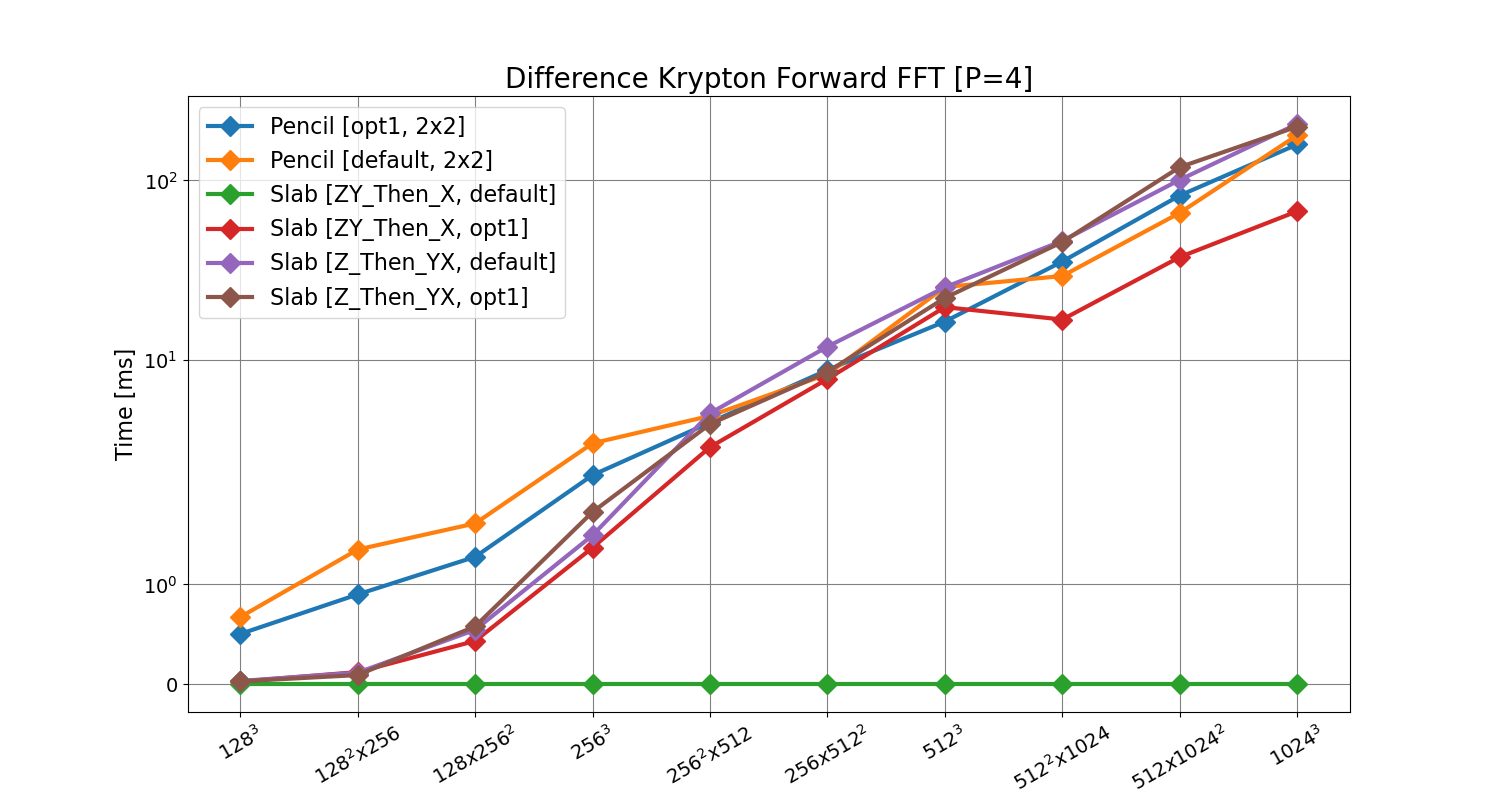 Difference Krypton Forward FFT [P=4]
Pencil [opt1, 2x2]
Pencil [default, 2x2]
Slab [ZY_Then_X, default]
Slab [ZY_Then_X, opt1]
Slab [Z_Then_YX, default]
Slab [Z_Then_YX, opt1]
Time [ms]
10²
10¹
10⁰
0
128³
128²x256
128x256²
256³
256²x512
256x512²
512³
512²x1024
512x1024²
1024³